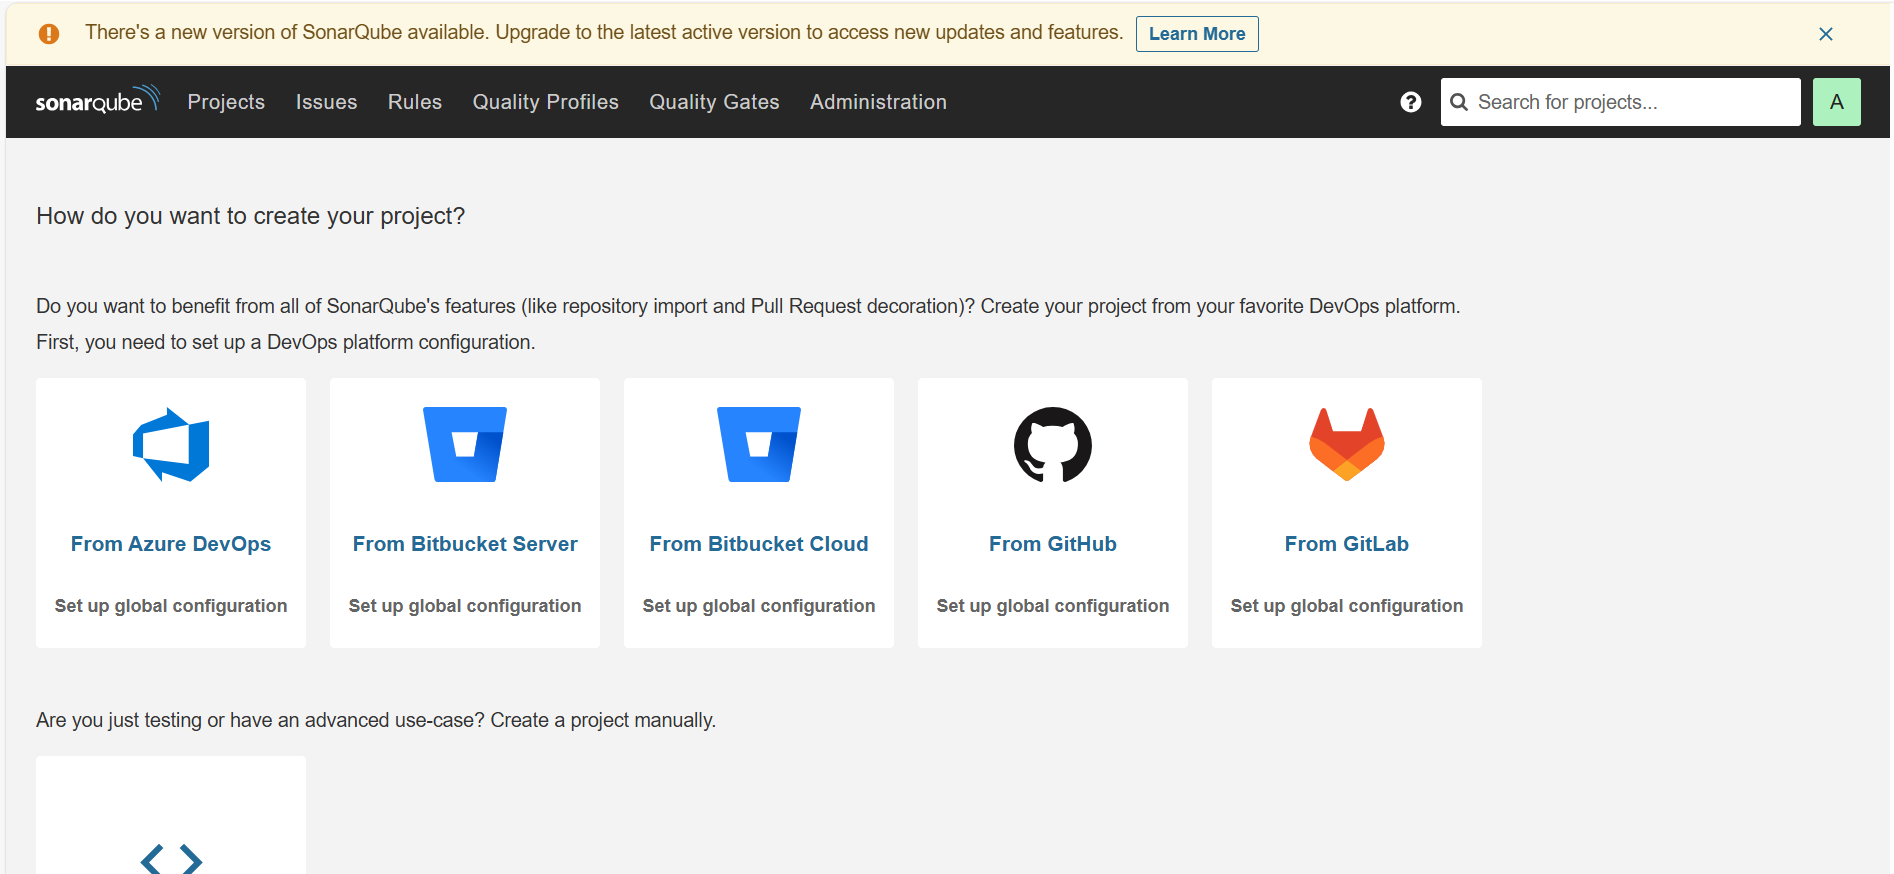 There's a new version of SonarQube available. Upgrade to the latest active version to access new updates and features. Learn More
sonarqube Projects Issues Rules Quality Profiles Quality Gates Administration Search for projects... A
How do you want to create your project?
Do you want to benefit from all of SonarQube's features (like repository import and Pull Request decoration)? Create your project from your favorite DevOps platform.
First, you need to set up a DevOps platform configuration.
From Azure DevOps From Bitbucket Server From Bitbucket Cloud From GitHub From GitLab
Set up global configuration Set up global configuration Set up global configuration Set up global configuration Set up global configuration
Are you just testing or have an advanced use-case? Create a project manually.